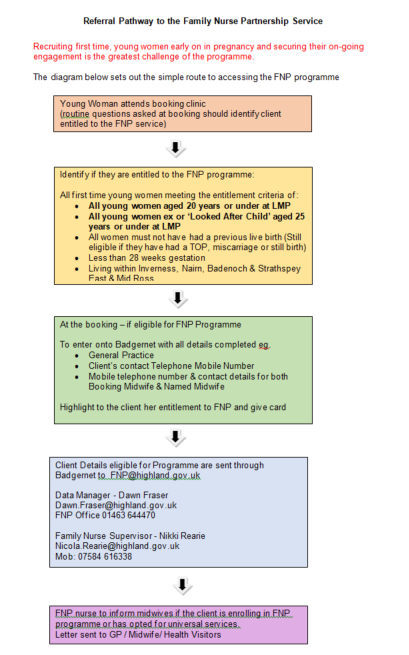 Referral Pathway to the Family Nurse Partnership Service
Recruiting first time, young women early on in pregnancy and securing their on-going
engagement is the greatest challenge of the programme.
The diagram below sets out the simple route to accessing the FNP programme
Young Woman attends booking clinic
(routine questions asked at booking should identify client
entitled to the FNP service)
Identify if they are entitled to the FNP programme:
All first time young women meeting the entitlement criteria of:
• All young women aged 20 years or under at LMP
• All young women ex or ‘Looked After Child’ aged 25
years or under at LMP
• All women must not have had a previous live birth (Still
eligible if they have had a TOP, miscarriage or still birth)
• Less than 28 weeks gestation
• Living within Inverness, Nairn, Badenoch & Strathspey
East & Mid Ross
At the booking – if eligible for FNP Programme
To enter onto Badgernet with all details completed eg.
• General Practice
• Client's contact Telephone Mobile Number
• Mobile telephone number & contact details for both
Booking Midwife & Named Midwife
Highlight to the client her entitlement to FNP and give card
Client Details eligible for Programme are sent through
Badgernet to FNP@highland.gov.uk
Data Manager - Dawn Fraser
Dawn.Fraser@highland.gov.uk
FNP Office 01463 644470
Family Nurse Supervisor - Nikki Rearie
Nicola.Rearie@highland.gov.uk
Mob: 07584 616338
FNP nurse to inform midwives if the client is enrolling in FNP
programme or has opted for universal services.
Letter sent to GP / Midwife/ Health Visitors